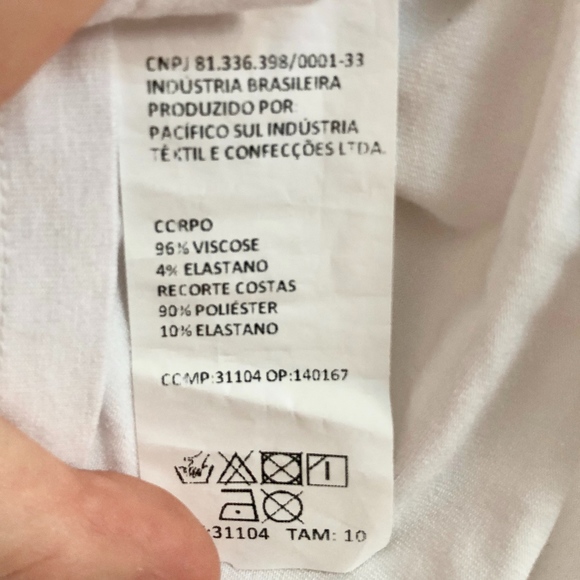 CNPJ 81.336.398/0001-33
INDÚSTRIA BRASILEIRA
PRODUZIDO POR
PACÍFICO SUL INDÚSTRIA
TÊXTIL E CONFECÇÕES LTDA.
CORPO
96% VISCOSE
4% ELASTANO
RECORTE COSTAS
90% POLIÉSTER
10% ELASTANO
COMP:31104 OP:140167
:31104 TAM: 10